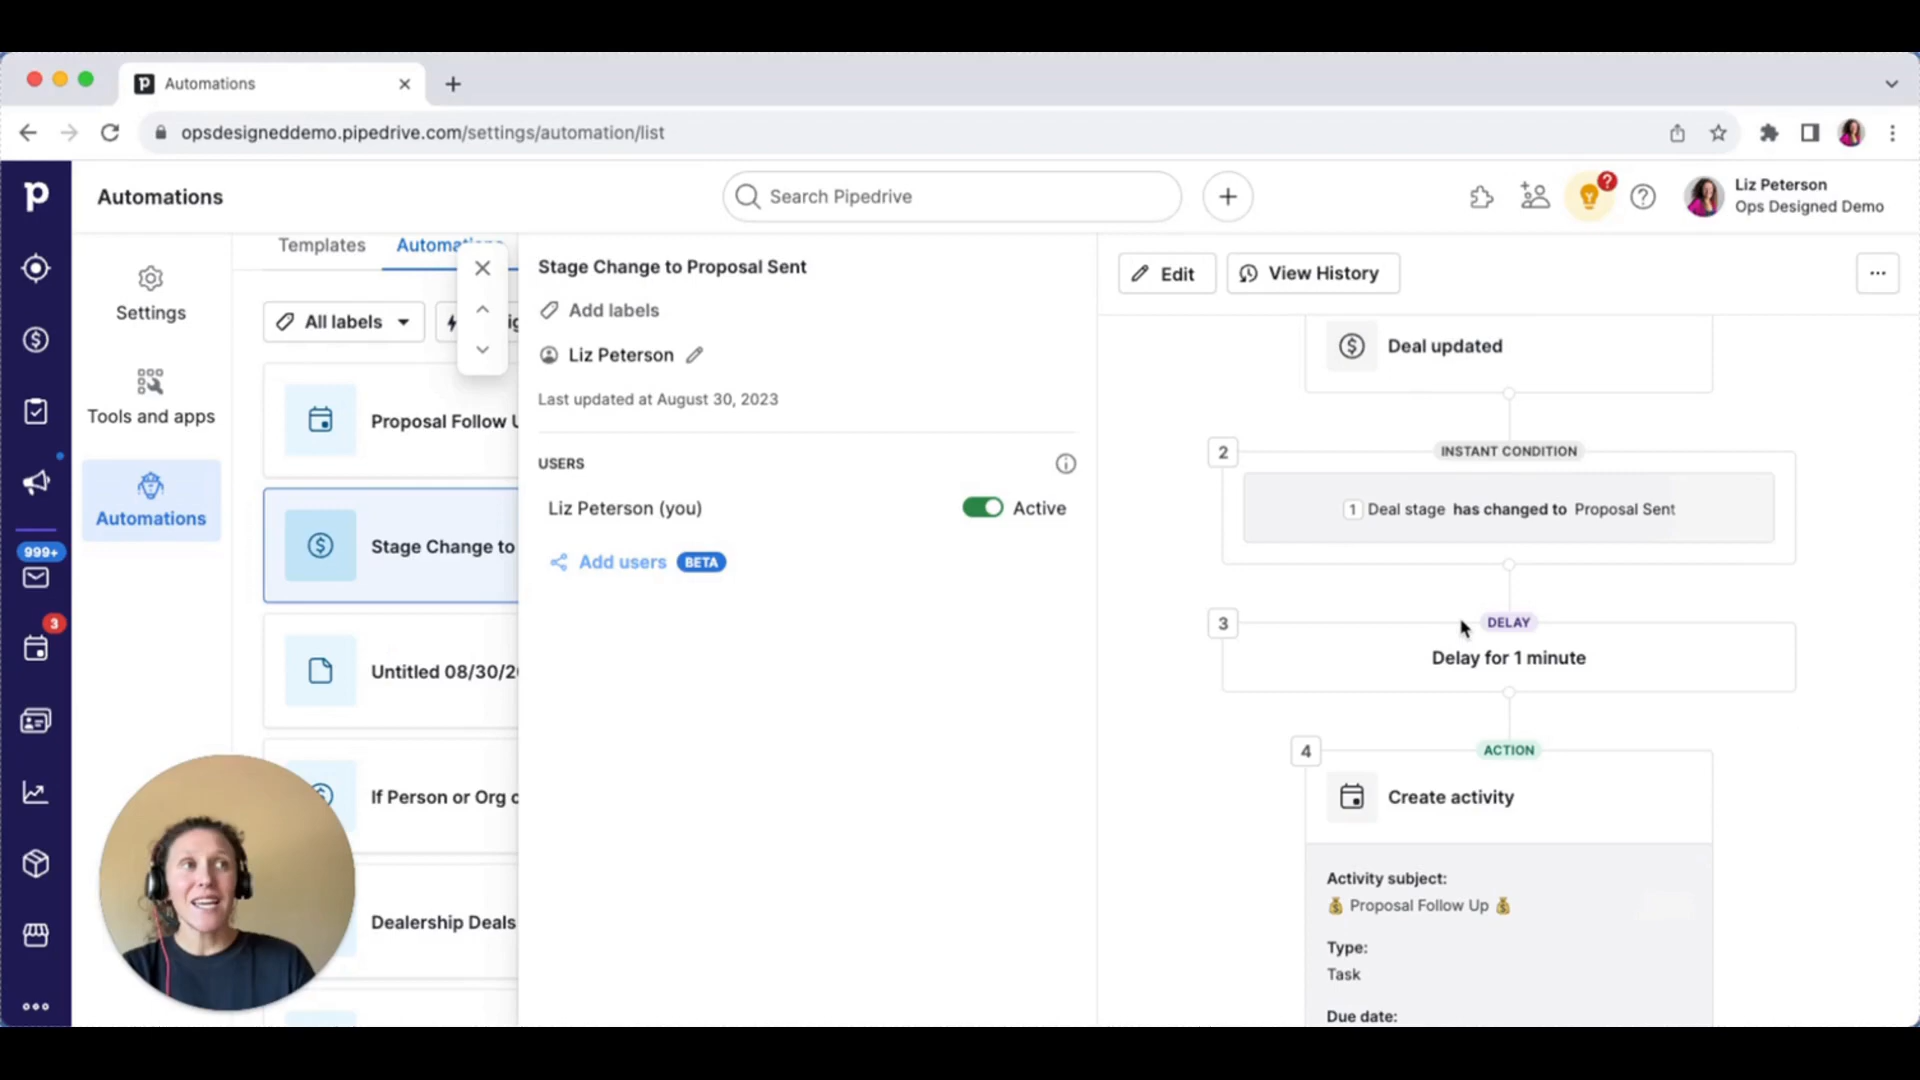 Automations
opsdesigneddemo.pipedrive.com/settings/automation/list
Automations
Search Pipedrive
Liz Peterson
Ops Designed Demo
Settings
Tools and apps
Automations
999+
3
Templates
All labels
Proposal Follow
Stage Change to
Untitled 08/30/2
If Person or Org
Dealership Deals
Stage Change to Proposal Sent
Add labels
Liz Peterson
Last updated at August 30, 2023
USERS
Liz Peterson (you)
Active
Add users BETA
Edit
View History
Deal updated
2
INSTANT CONDITION
1 Deal stage has changed to Proposal Sent
3
DELAY
Delay for 1 minute
4
ACTION
Create activity
Activity subject:
💰 Proposal Follow Up 💰
Type:
Task
Due date: